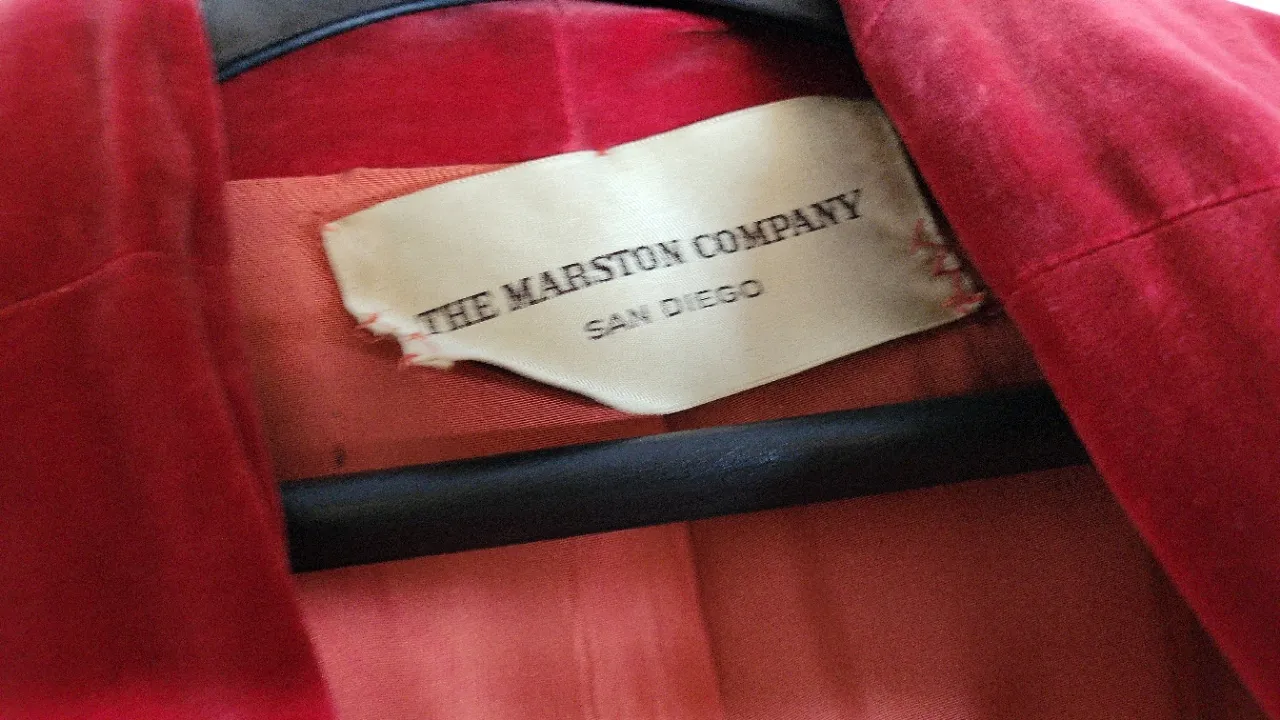 THE MARSTON COMPANY
SAN DIEGO